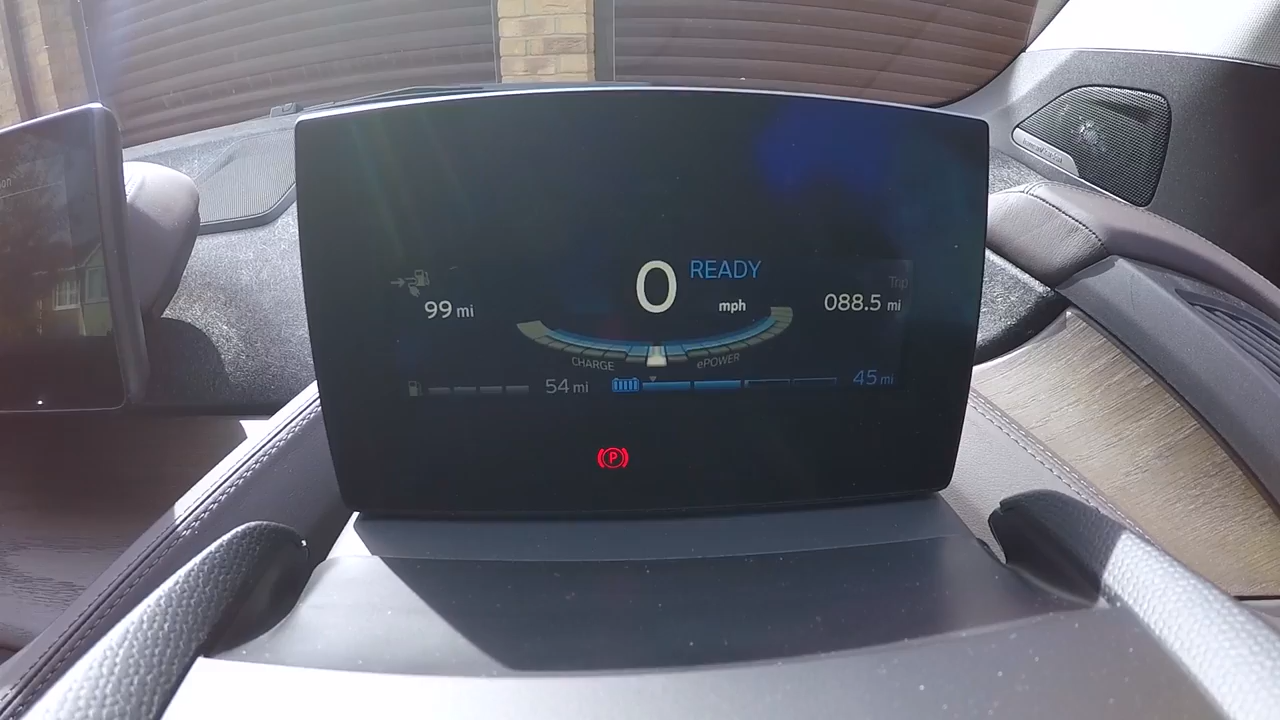 0 READY
Trip
99 mi
mph
088.5 mi
CHARGE
ePOWER
54 mi
45 mi
P